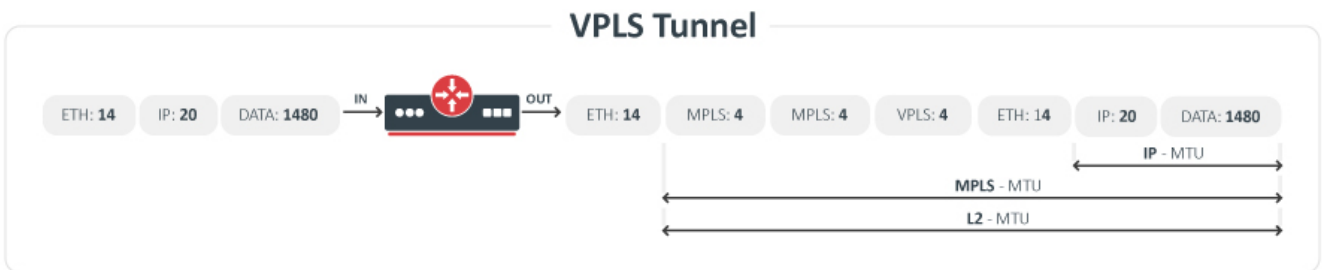 VPLS Tunnel
ETH: 14 IP: 20 DATA: 1480 IN OUT ETH: 14 MPLS: 4 MPLS: 4 VPLS: 4 ETH: 14 IP: 20 DATA: 1480
IP - MTU
MPLS - MTU
L2 - MTU